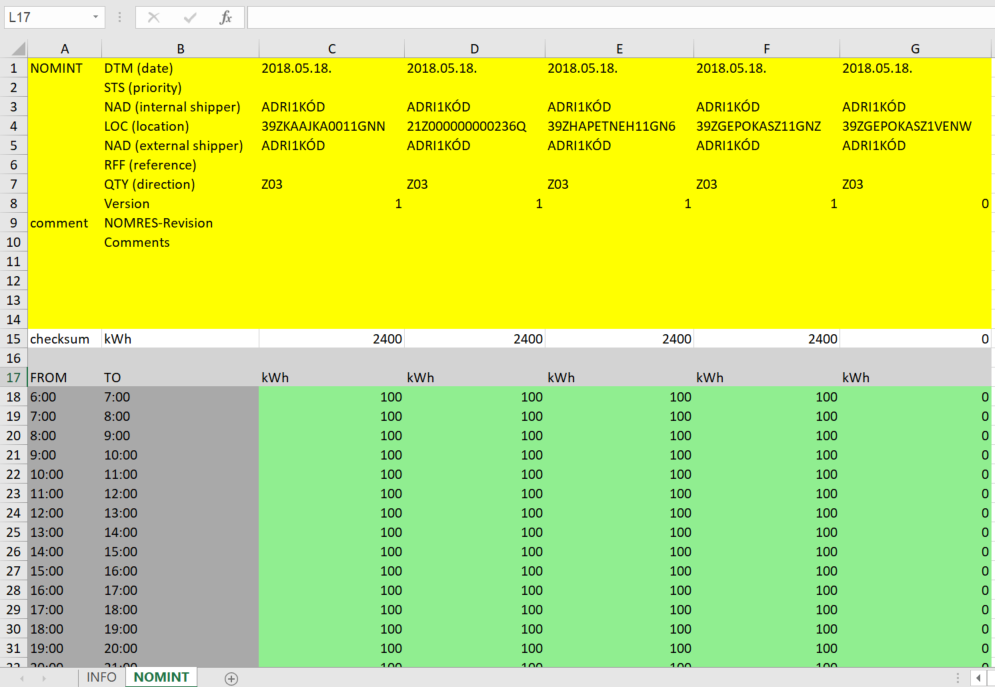 L17 fx
A B C D E F G
1 NOMINT DTM (date) 2018.05.18. 2018.05.18. 2018.05.18. 2018.05.18. 2018.05.18.
2 STS (priority)
3 NAD (internal shipper) ADRI1KÓD ADRI1KÓD ADRI1KÓD ADRI1KÓD ADRI1KÓD
4 LOC (location) 39ZKAAJKA0011GNN 21Z000000000236Q 39ZHAPETNEH11GN6 39ZGEPOKASZ11GNZ 39ZGEPOKASZ1VENW
5 NAD (external shipper) ADRI1KÓD ADRI1KÓD ADRI1KÓD ADRI1KÓD ADRI1KÓD
6 RFF (reference)
7 QTY (direction) Z03 Z03 Z03 Z03 Z03
8 Version 1 1 1 1 0
9 comment NOMRES-Revision
10 Comments
11
12
13
14
15 checksum kWh 2400 2400 2400 2400 0
16
17 FROM TO kWh kWh kWh kWh kWh
18 6:00 7:00 100 100 100 100 0
19 7:00 8:00 100 100 100 100 0
20 8:00 9:00 100 100 100 100 0
21 9:00 10:00 100 100 100 100 0
22 10:00 11:00 100 100 100 100 0
23 11:00 12:00 100 100 100 100 0
24 12:00 13:00 100 100 100 100 0
25 13:00 14:00 100 100 100 100 0
26 14:00 15:00 100 100 100 100 0
27 15:00 16:00 100 100 100 100 0
28 16:00 17:00 100 100 100 100 0
29 17:00 18:00 100 100 100 100 0
30 18:00 19:00 100 100 100 100 0
31 19:00 20:00 100 100 100 100 0
INFO NOMINT